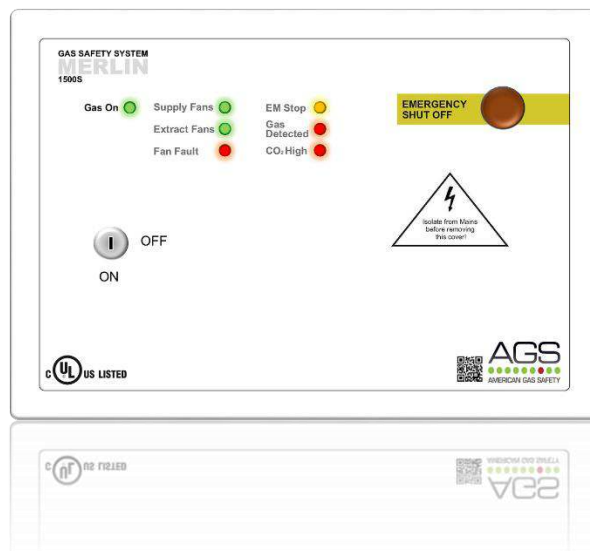 GAS SAFETY SYSTEM
MERLIN
1500S
Gas On
Supply Fans
EM Stop
Extract Fans
Gas
Detected
Fan Fault
CO₂ High
EMERGENCY
SHUT OFF
Isolate from Mains
before removing
this cover!
OFF
ON
C UL US LISTED
AGS
AMERICAN GAS SAFETY